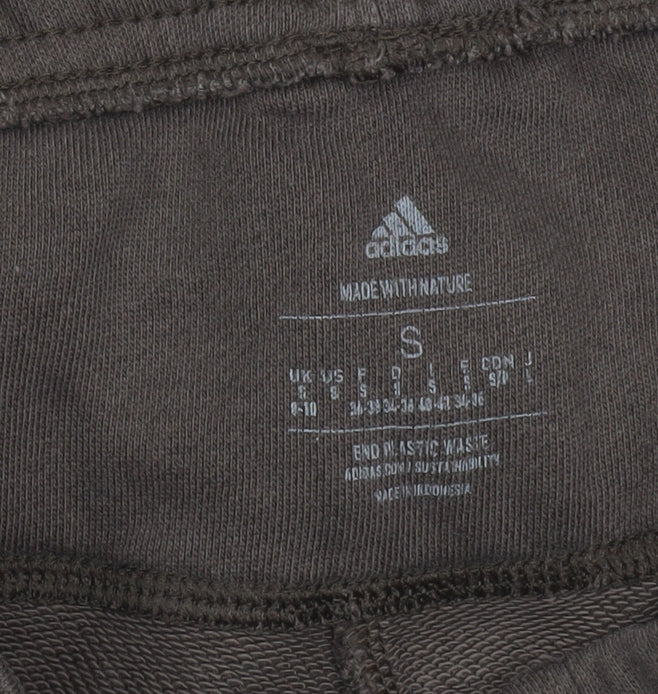 adidas
MADE WITH NATURE
S
UK US F D I E CDN J
S S S S S S S/P L
8-10 36-38 34-36 40-42 34-36
END PLASTIC WASTE
ADIDAS.COM/SUSTAINABILITY
MADE IN INDONESIA